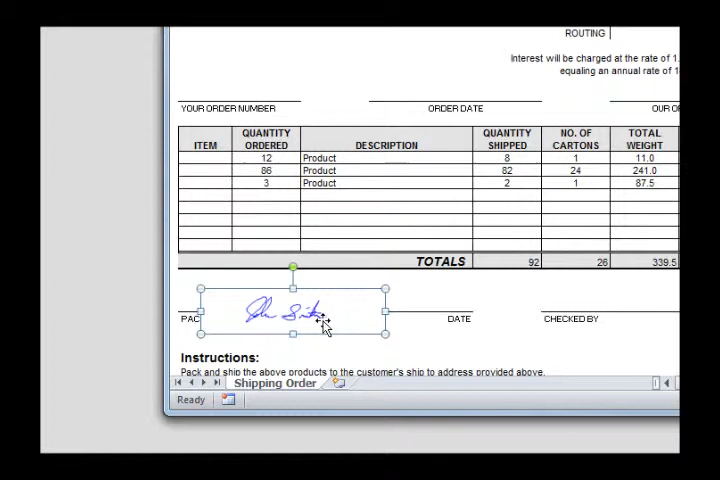 ROUTING
Interest will be charged at the rate of 1.
equaling an annual rate of 1
YOUR ORDER NUMBER ORDER DATE OUR O
ITEM QUANTITY ORDERED DESCRIPTION QUANTITY SHIPPED NO. OF CARTONS TOTAL WEIGHT
12 Product 8 1 11.0
86 Product 82 24 241.0
3 Product 2 1 87.5
TOTALS 92 26 339.5
PAC DATE CHECKED BY
Instructions:
Pack and ship the above products to the customer's ship to address provided above.
Shipping Order
Ready